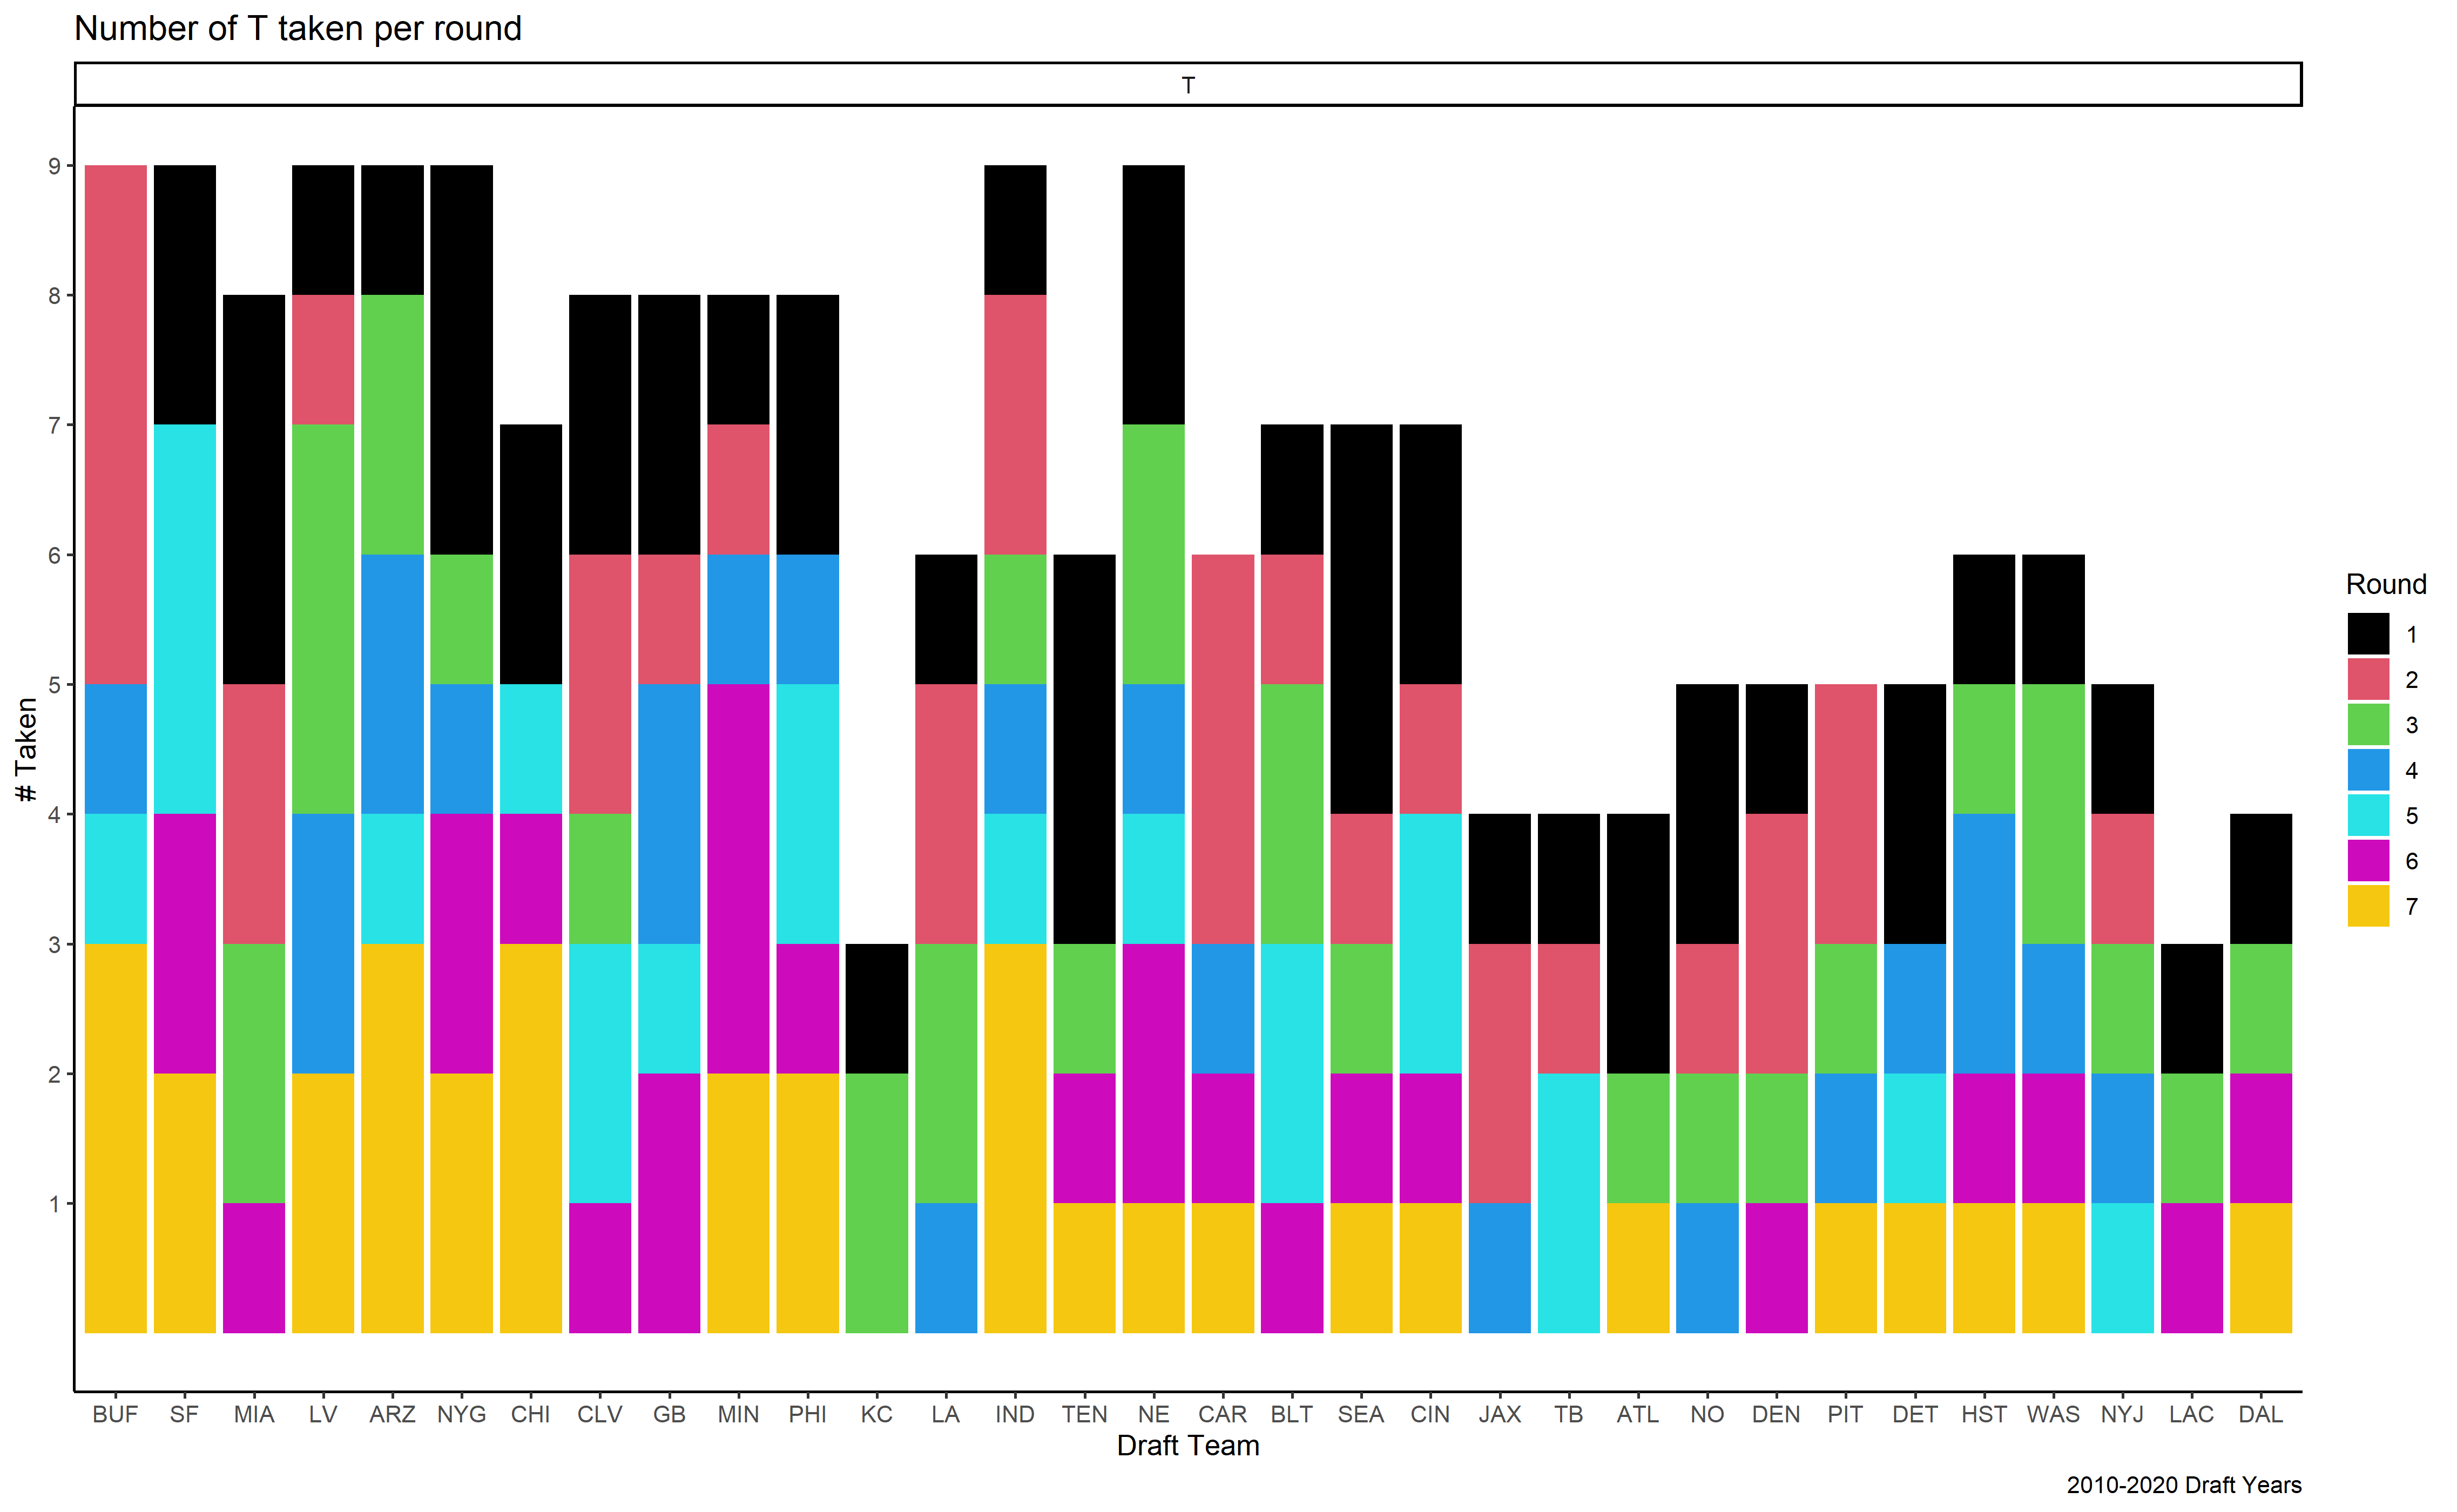 Number of T taken per round
T
9
8
7
6
5
4
3
2
1
# Taken
BUF SF MIA LV ARZ NYG CHI CLV GB MIN PHI KC LA IND TEN NE CAR BLT SEA CIN JAX TB ATL NO DEN PIT DET HST WAS NYJ LAC DAL
Draft Team
Round
1
2
3
4
5
6
7
2010-2020 Draft Years